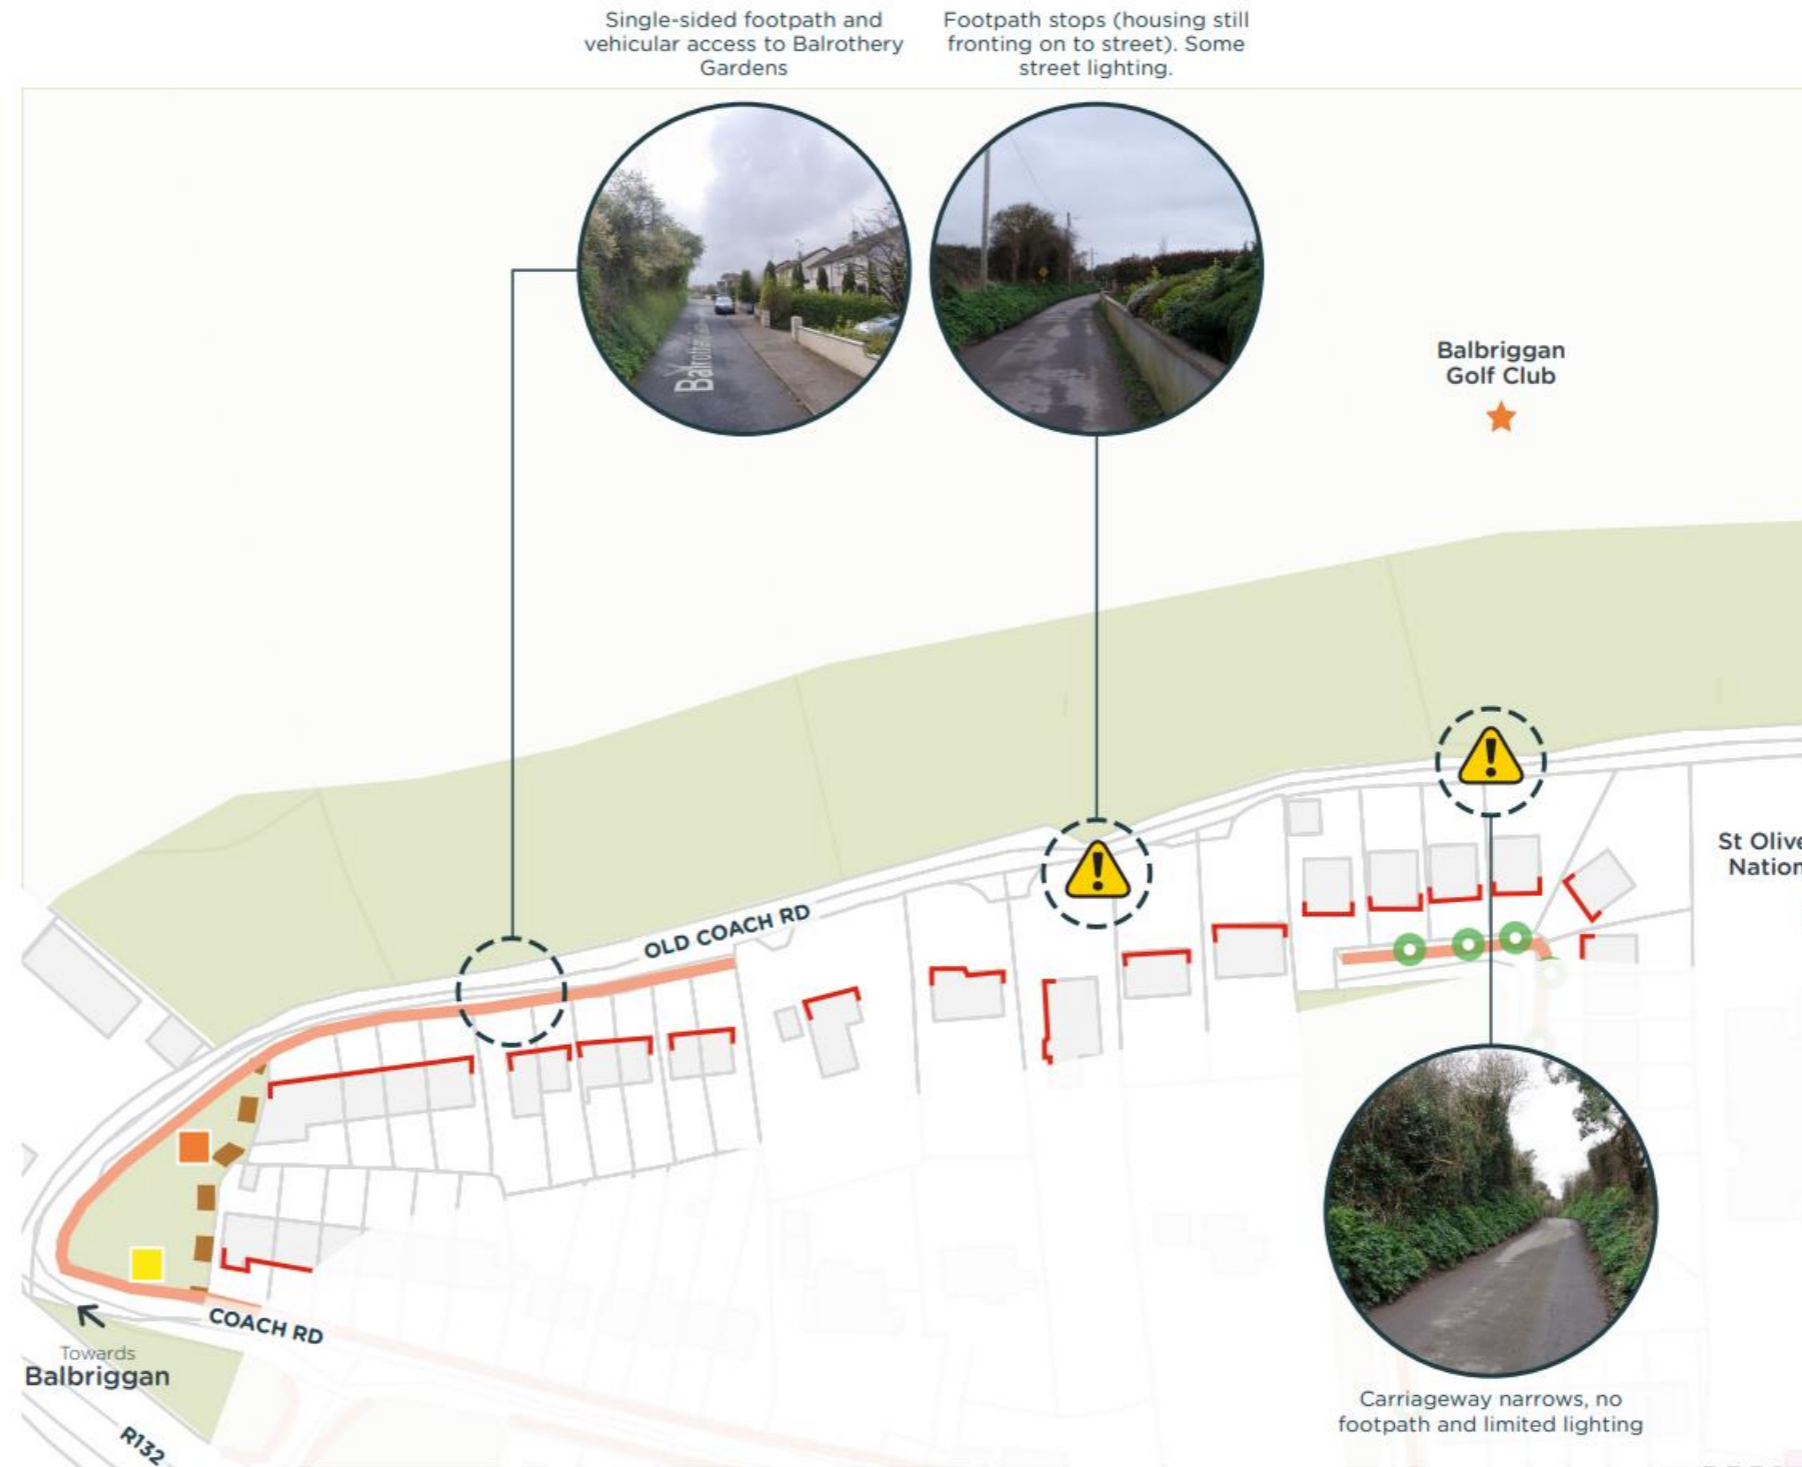 Single-sided footpath and
vehicular access to Balrothery
Gardens
Footpath stops (housing still
fronting on to street). Some
street lighting.
Balbriggan
Golf Club
St Olive
Nation
OLD COACH RD
COACH RD
Towards
Balbriggan
R132
Carriageway narrows, no
footpath and limited lighting